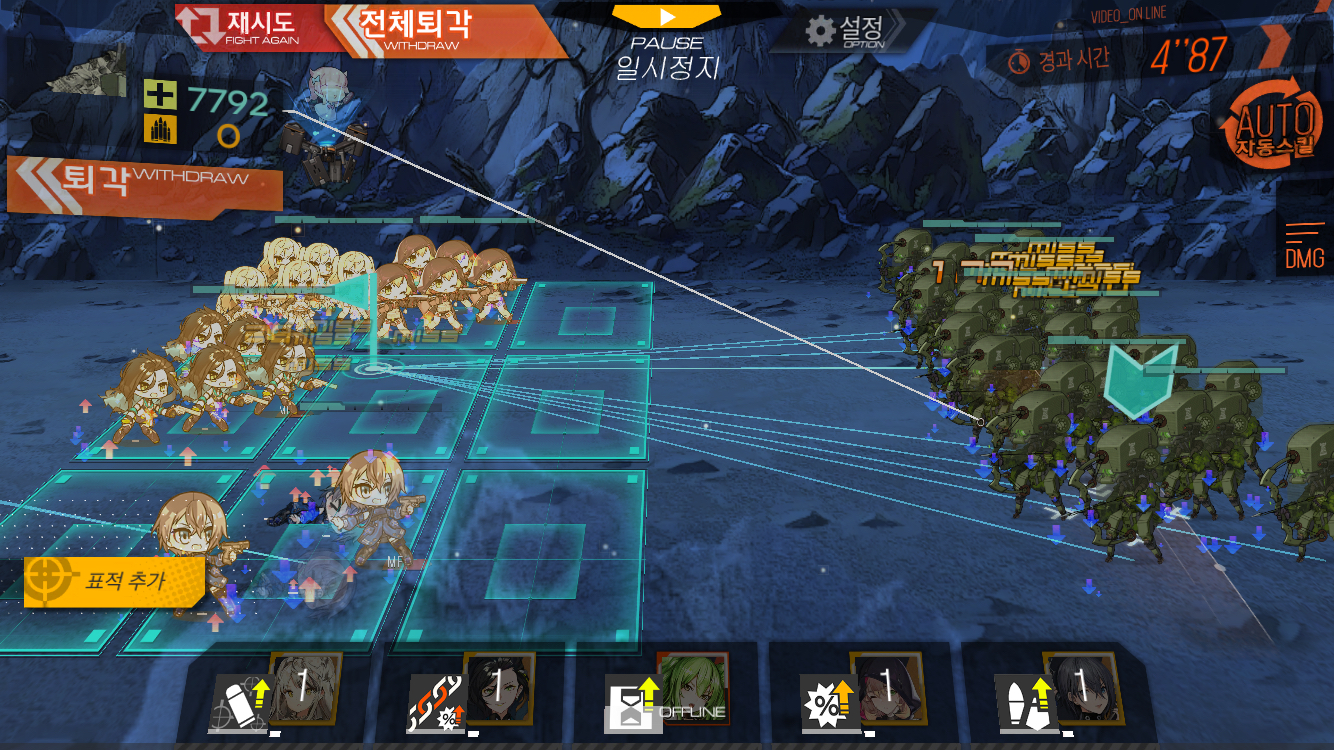 재시도
FIGHT AGAIN
전체퇴각
WITHDRAW
PAUSE
일시정지
설정
OPTION
VIDEO_ON LINE
경과 시간
4"87
AUTO
자동스킬
7792
0
퇴각 WITHDRAW
DMG
miss
표적 추가
1
1
OFFLINE
1
1